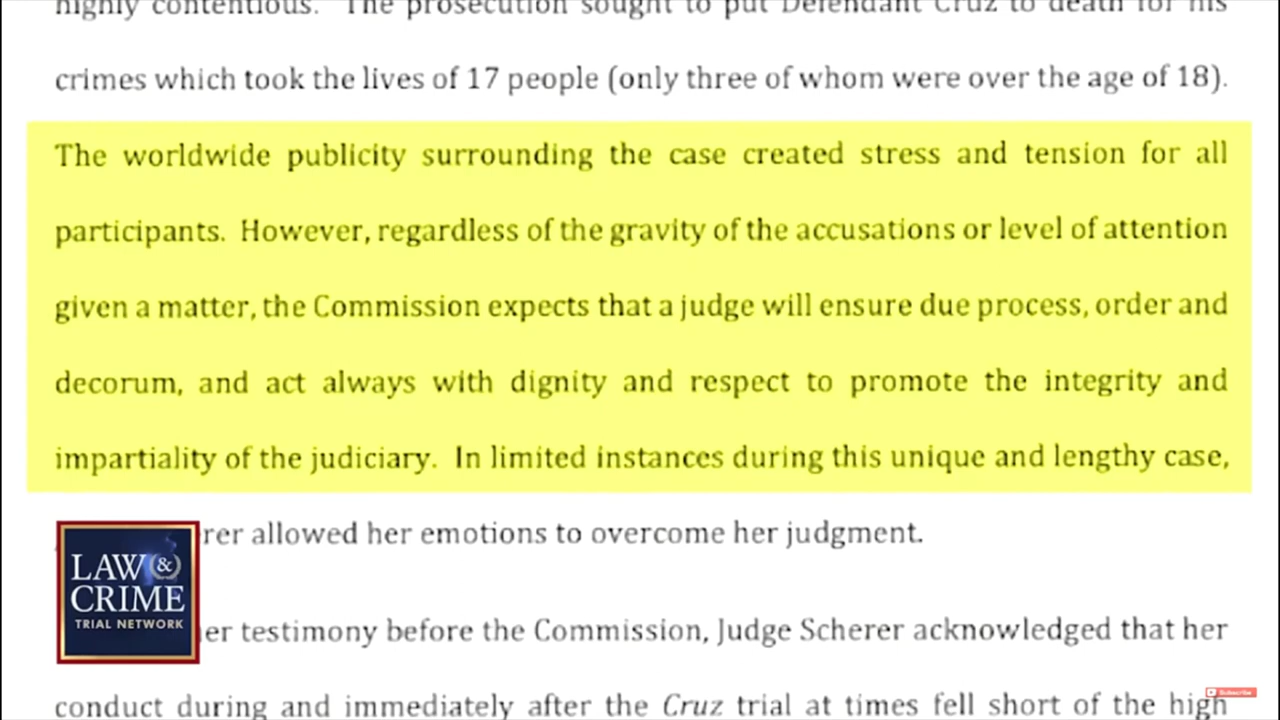 highly contentious. The prosecution sought to put Defendant Cruz to death for his
crimes which took the lives of 17 people (only three of whom were over the age of 18).
The worldwide publicity surrounding the case created stress and tension for all
participants. However, regardless of the gravity of the accusations or level of attention
given a matter, the Commission expects that a judge will ensure due process, order and
decorum, and act always with dignity and respect to promote the integrity and
impartiality of the judiciary. In limited instances during this unique and lengthy case,
rer allowed her emotions to overcome her judgment.
LAW &
CRIME
TRIAL NETWORK
er testimony before the Commission, Judge Scherer acknowledged that her
Subscribe
conduct during and immediately after the Cruz trial at times fell short of the high